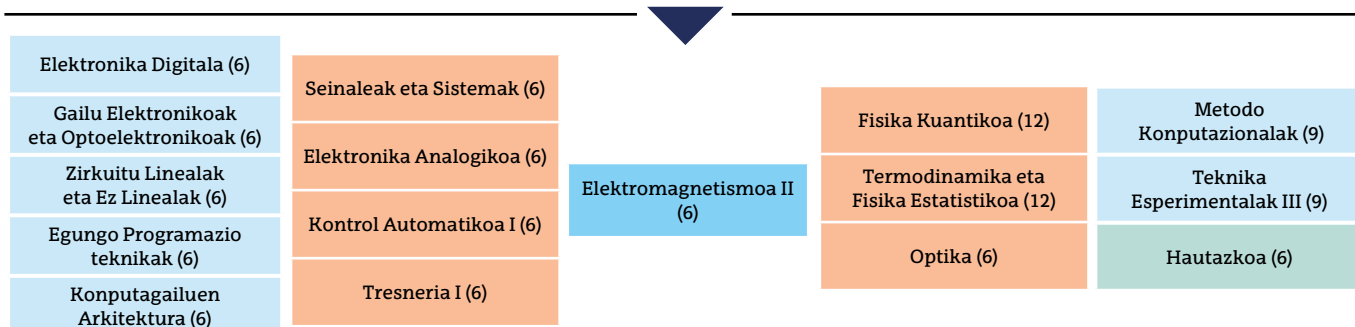 Elektronika Digitala (6)
Gailu Elektronikoak
eta Optoelektronikoak (6)
Zirkuitu Linealak
eta Ez Linealak (6)
Egungo Programazio
teknikak (6)
Konputagailuen
Arkitektura (6)
Seinaleak eta Sistemak (6)
Elektronika Analogikoa (6)
Kontrol Automatikoa I (6)
Tresneria I (6)
Elektromagnetismoa II
(6)
Fisika Kuantikoa (12)
Termodinamika eta
Fisika Estatistikoa (12)
Optika (6)
Metodo
Konputazionalak (9)
Teknika
Esperimentalak III (9)
Hautazkoa (6)